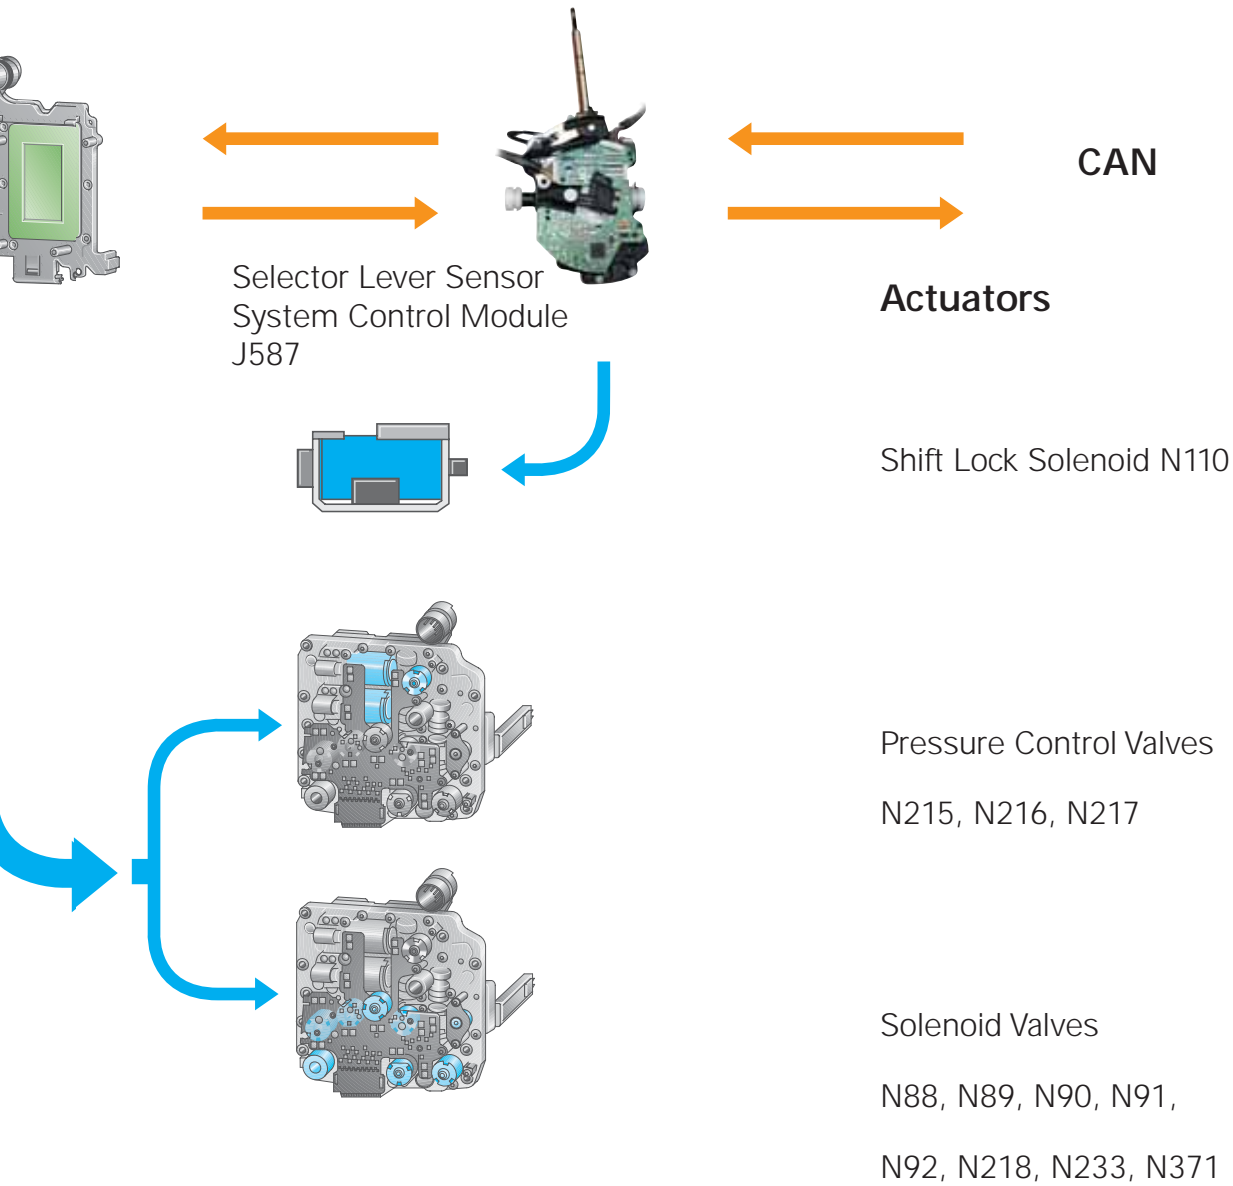 CAN
Selector Lever Sensor
System Control Module
J587
Actuators
Shift Lock Solenoid N110
Pressure Control Valves
N215, N216, N217
Solenoid Valves
N88, N89, N90, N91,
N92, N218, N233, N371